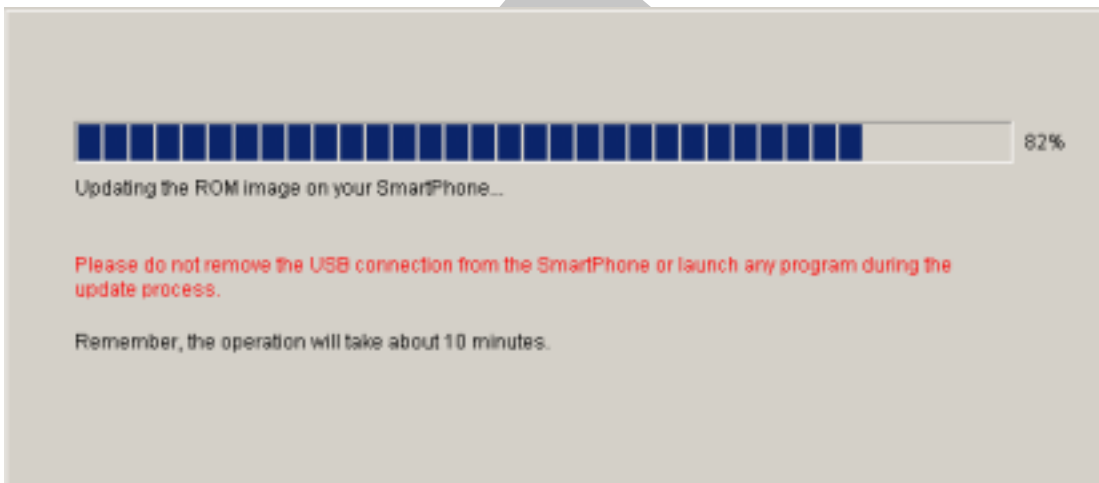 82%
Updating the ROM image on your SmartPhone...
Please do not remove the USB connection from the SmartPhone or launch any program during the
update process.
Remember, the operation will take about 10 minutes.